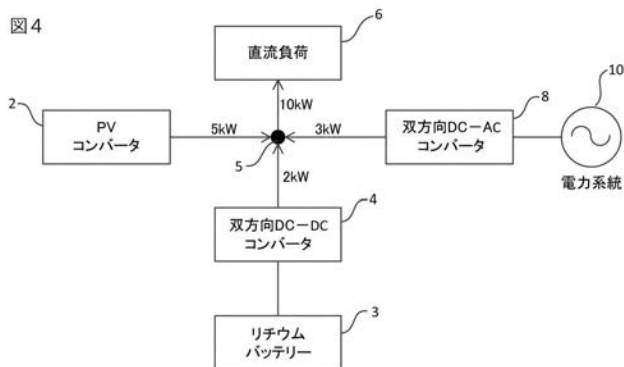 図4
6
直流負荷
10
2
8
10kW
PV
コンバータ
5kW
3kW
双方向DC－AC
コンバータ
5
2kW
電力系統
4
双方向DC－DC
コンバータ
3
リチウム
バッテリー